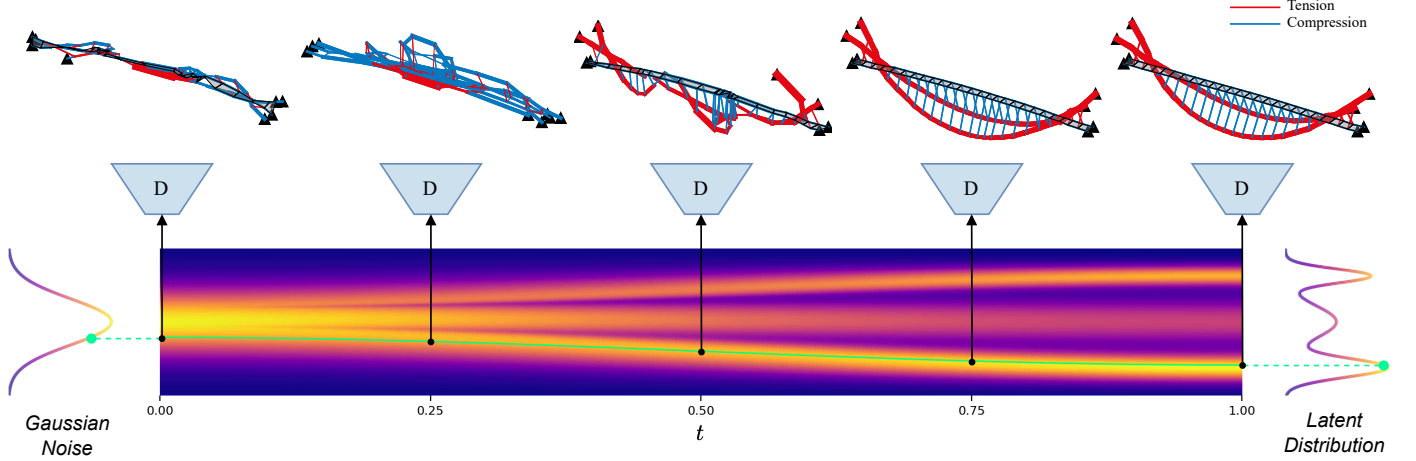 Tension
Compression
D D D D D
0.00 0.25 0.50 0.75 1.00
t
Gaussian
Noise
Latent
Distribution